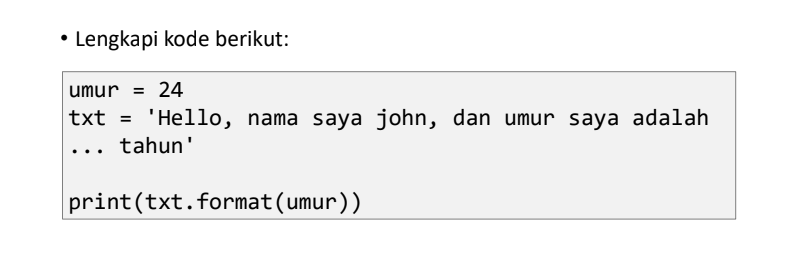 • Lengkapi kode berikut:
umur = 24
txt = 'Hello, nama saya john, dan umur saya adalah
... tahun'
print(txt.format(umur))